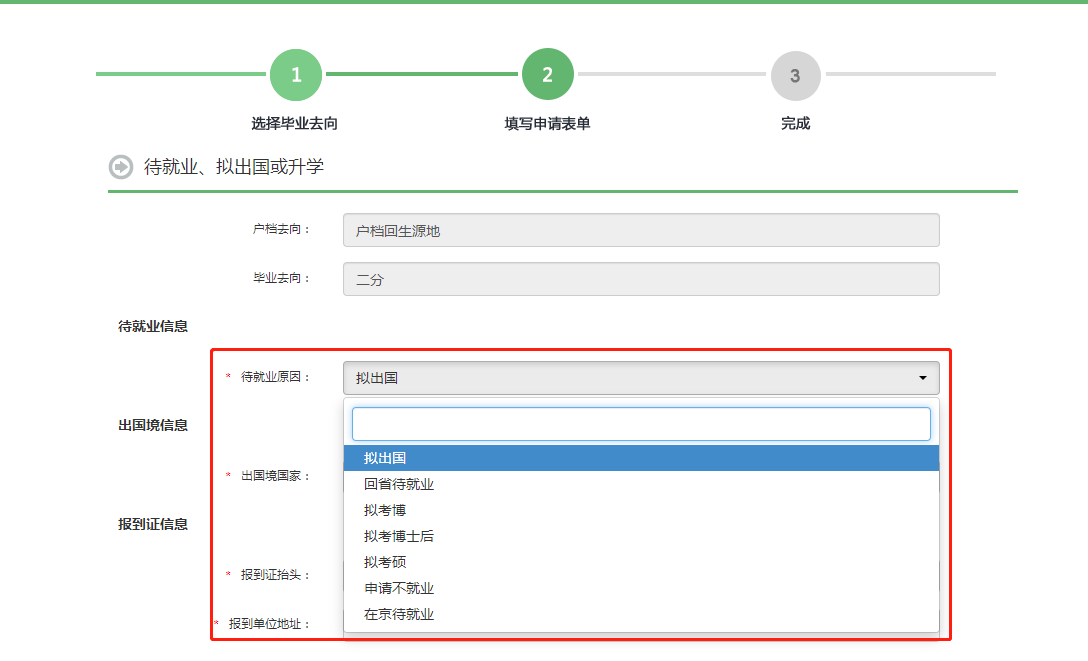 1
2
3
选择毕业去向
填写申请表单
完成
待就业、拟出国或升学
户档去向：
户档回生源地
毕业去向：
二分
待就业信息
* 待就业原因：
拟出国
出国境信息
拟出国
* 出国境国家：
回省待就业
拟考博
报到证信息
拟考博士后
拟考硕
* 报到证抬头：
申请不就业
在京待就业
* 报到单位地址：